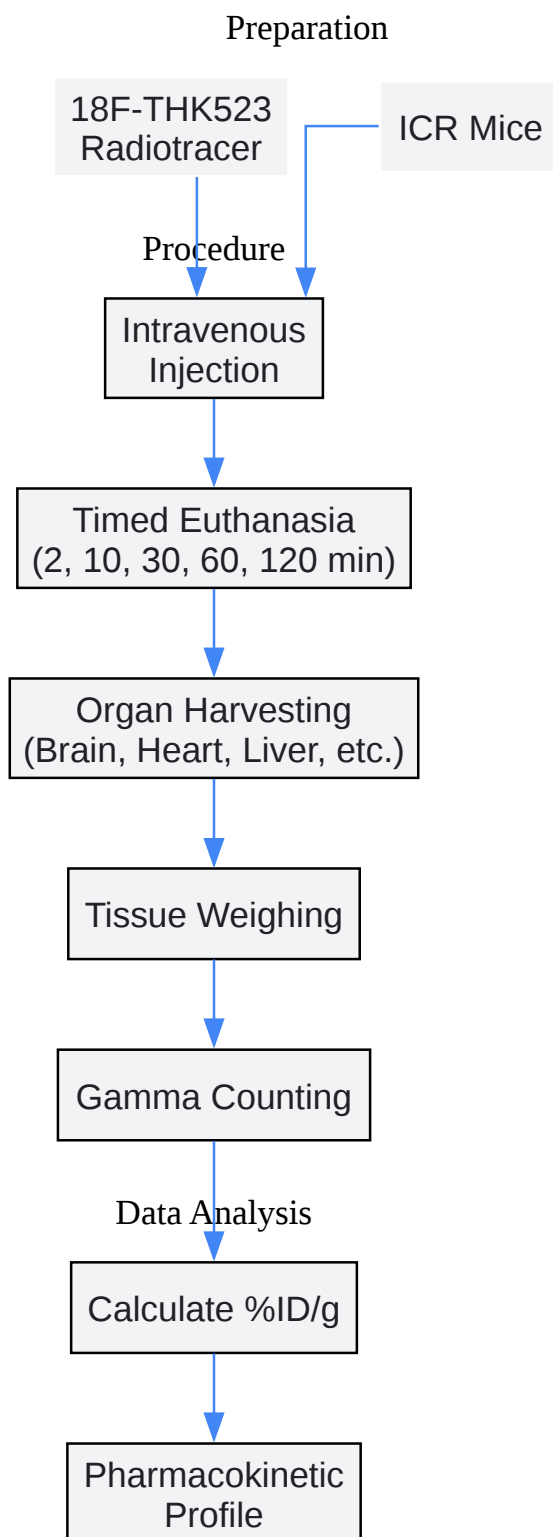 Preparation
18F-THK523
Radiotracer
ICR Mice
Procedure
Intravenous
Injection
Timed Euthanasia
(2, 10, 30, 60, 120 min)
Organ Harvesting
(Brain, Heart, Liver, etc.)
Tissue Weighing
Gamma Counting
Data Analysis
Calculate %ID/g
Pharmacokinetic
Profile